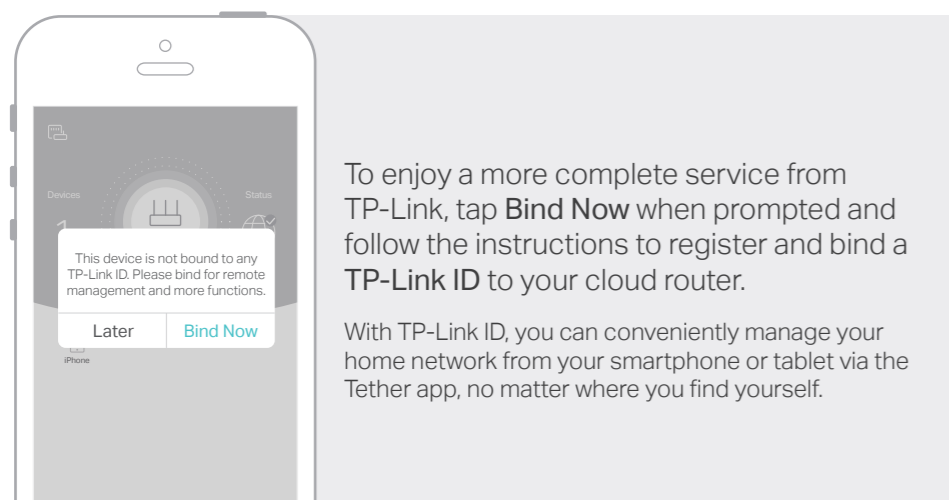 Devices
Status
1
This device is not bound to any
TP-Link ID. Please bind for remote
management and more functions.
Later
Bind Now
iPhone
To enjoy a more complete service from
TP-Link, tap Bind Now when prompted and
follow the instructions to register and bind a
TP-Link ID to your cloud router.
With TP-Link ID, you can conveniently manage your
home network from your smartphone or tablet via the
Tether app, no matter where you find yourself.